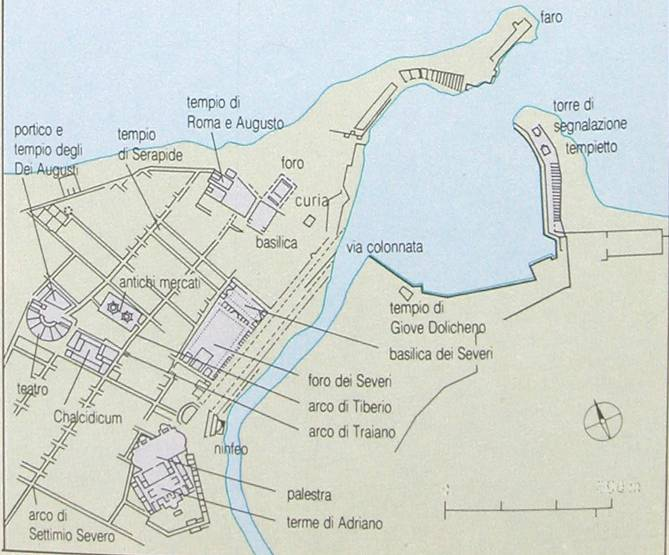 faro
tempio di
Roma e Augusto
torre di
segnalazione
tempietto
portico e
tempio degli
Dei Augusti
tempio
di Serapide
foro
curia
basilica
via colonnata
antichi mercati
tempio di
Giove Dolicheno
basilica dei Severi
teatro
foro dei Severi
arco di Tiberio
Chalcidicum
arco di Traiano
ninfeo
palestra
arco di
Settimio Severo
terme di Adriano